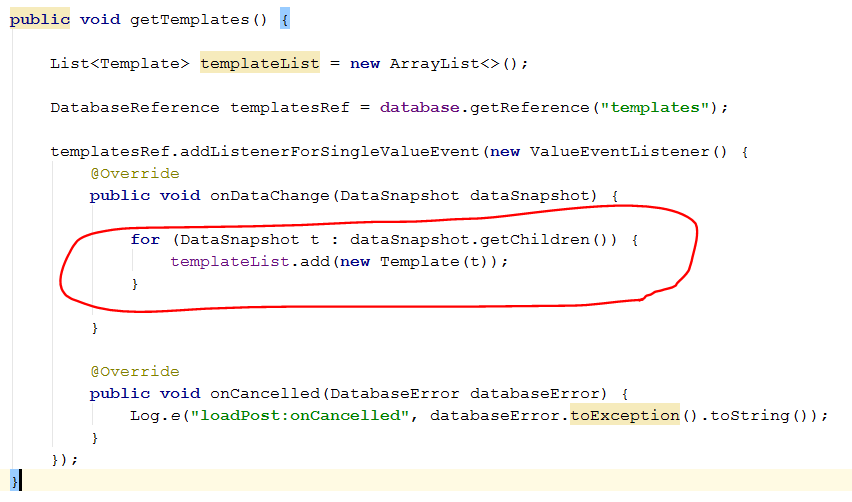 public void getTemplates() {
List<Template> templateList = new ArrayList<>();
DatabaseReference templatesRef = database.getReference("templates");
templatesRef.addListenerForSingleValueEvent(new ValueEventListener() {
@Override
public void onDataChange(DataSnapshot dataSnapshot) {
for (DataSnapshot t : dataSnapshot.getChildren()) {
templateList.add(new Template(t));
}
}
@Override
public void onCancelled(DatabaseError databaseError) {
Log.e("loadPost:onCancelled", databaseError.toException().toString());
}
});
}